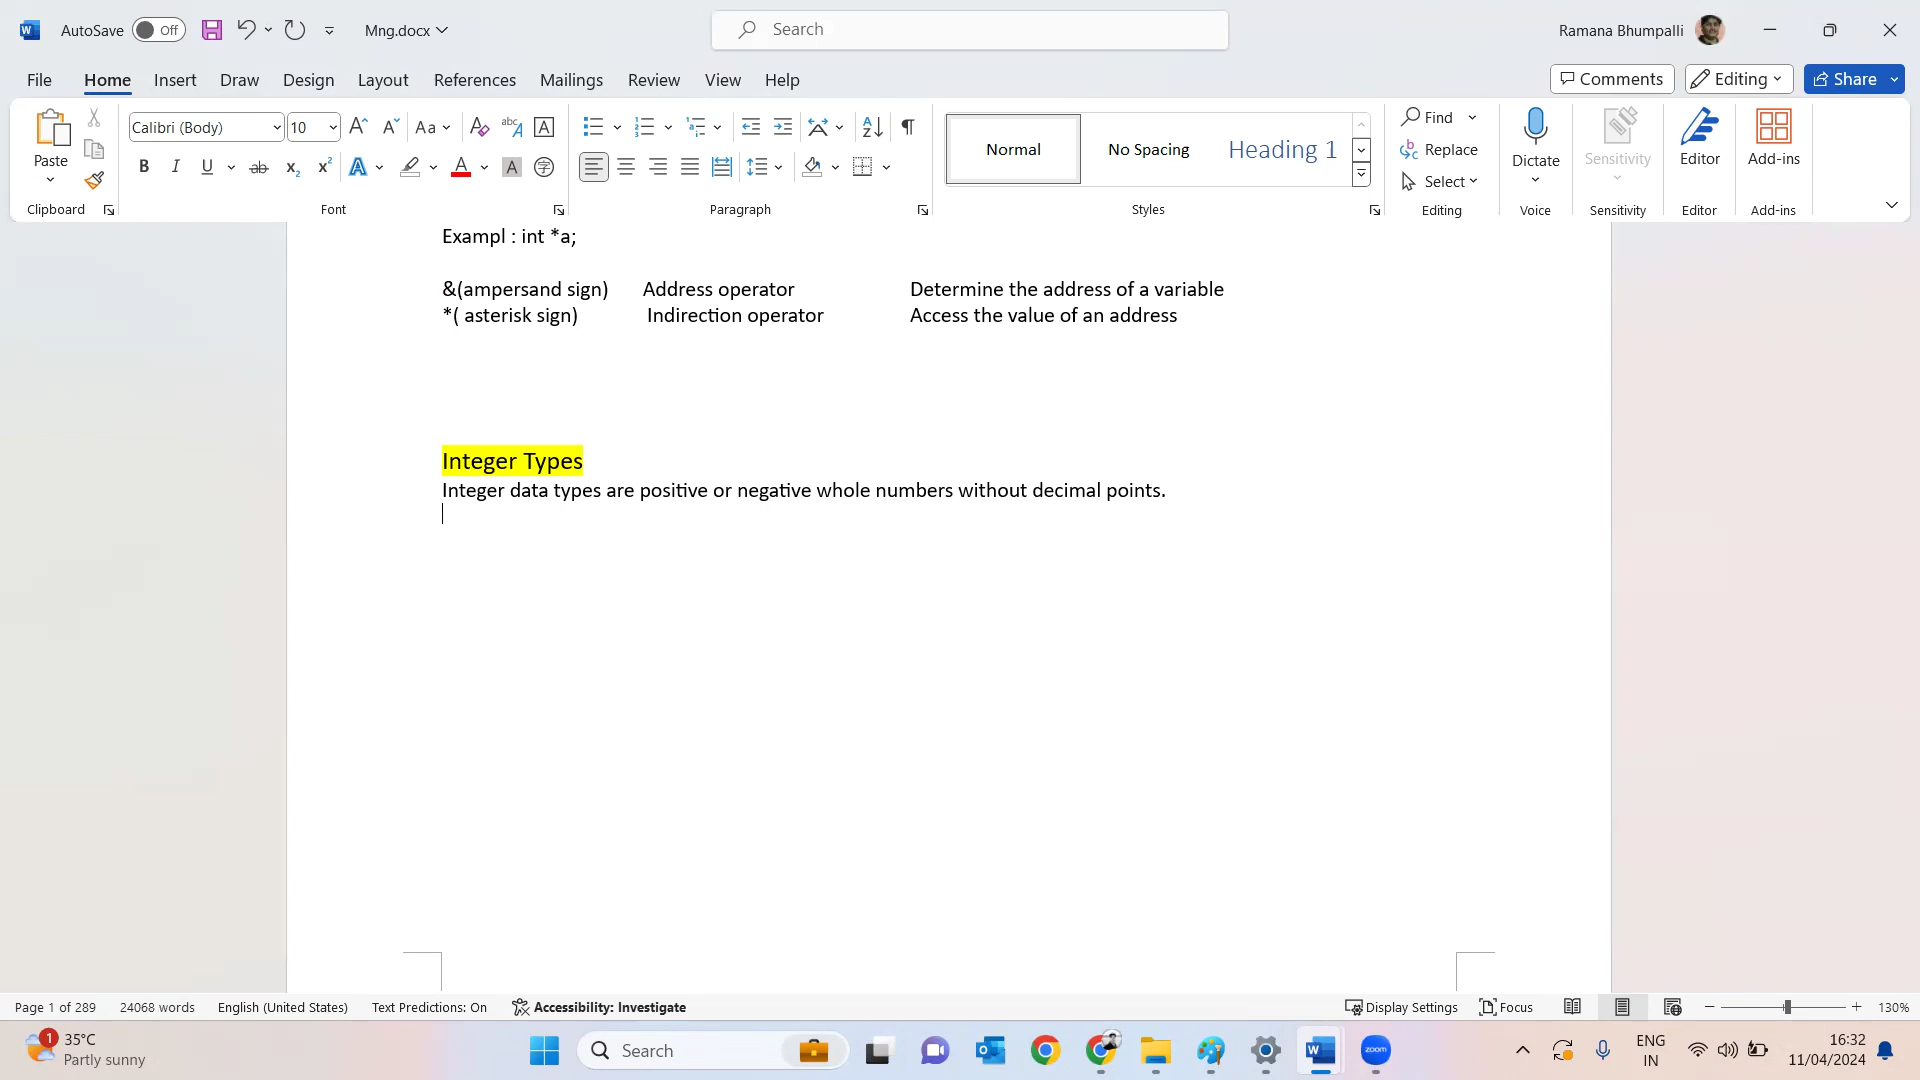 AutoSave Off Mng.docx Search Ramana Bhumpalli
File Home Insert Draw Design Layout References Mailings Review View Help Comments Editing Share
Paste Calibri (Body) 10 Normal No Spacing Heading 1 Find Replace Select Dictate Sensitivity Editor Add-ins
Clipboard Font Paragraph Styles Editing Voice Sensitivity Editor Add-ins
Exampl : int *a;
&(ampersand sign) Address operator Determine the address of a variable
*( asterisk sign) Indirection operator Access the value of an address
Integer Types
Integer data types are positive or negative whole numbers without decimal points.
Page 1 of 289 24068 words English (United States) Text Predictions: On Accessibility: Investigate Display Settings Focus 130%
1 35°C Search zoom ENG 16:32
Partly sunny IN 11/04/2024